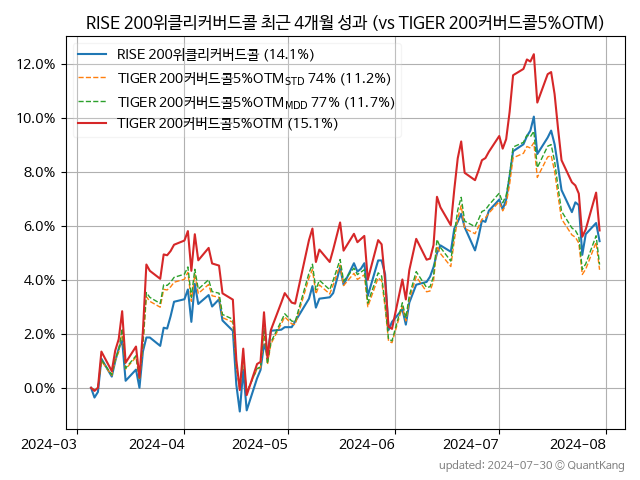 RISE 200위클리커버드콜 최근 4개월 성과 (vs TIGER 200커버드콜5%OTM)
RISE 200위클리커버드콜 (14.1%)
TIGER 200커버드콜5%OTM_STD 74% (11.2%)
TIGER 200커버드콜5%OTM_MDD 77% (11.7%)
TIGER 200커버드콜5%OTM (15.1%)
12.0%
10.0%
8.0%
6.0%
4.0%
2.0%
0.0%
2024-03 2024-04 2024-05 2024-06 2024-07 2024-08
updated: 2024-07-30 © QuantKang